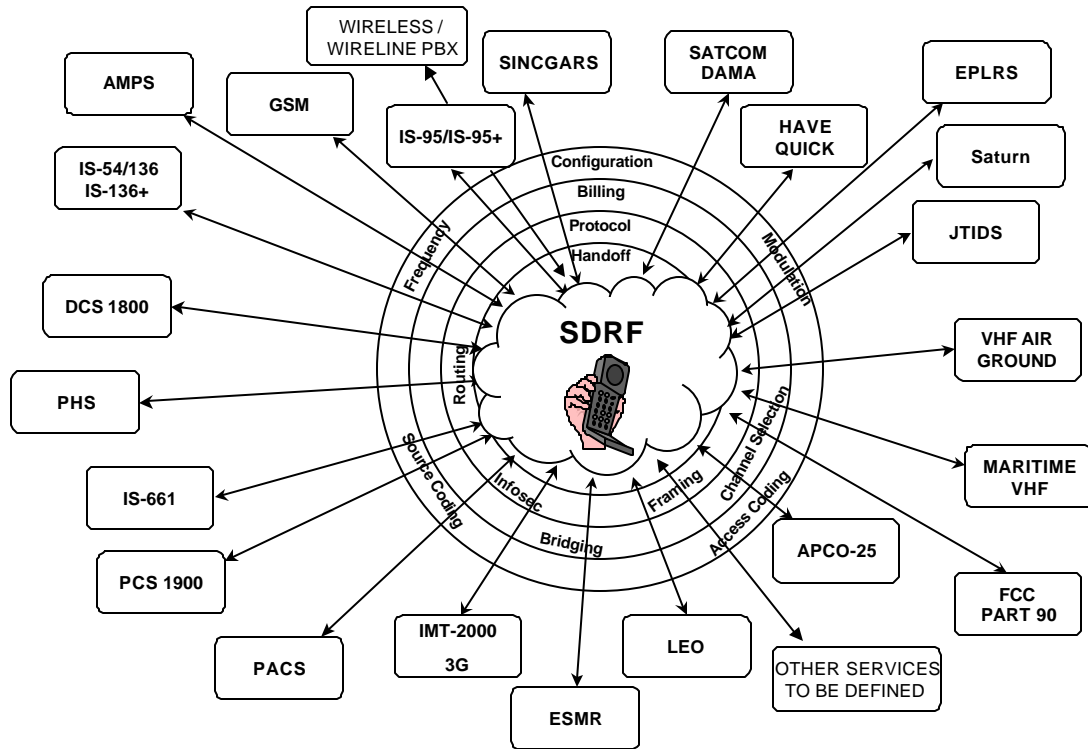 WIRELESS /
WIRELINE PBX
SINCGARS
SATCOM
DAMA
EPLRS
AMPS
GSM
IS-95/IS-95+
HAVE
QUICK
Saturn
IS-54/136
IS-136+
JTIDS
Configuration
Billing
Protocol
Handoff
Frequency
Modulation
DCS 1800
SDRF
VHF AIR
GROUND
Routing
PHS
Source Coding
Channel Selection
MARITIME
VHF
IS-661
Infosec
Framing
Access Coding
Bridging
APCO-25
PCS 1900
FCC
PART 90
IMT-2000
3G
LEO
PACS
OTHER SERVICES
TO BE DEFINED
ESMR